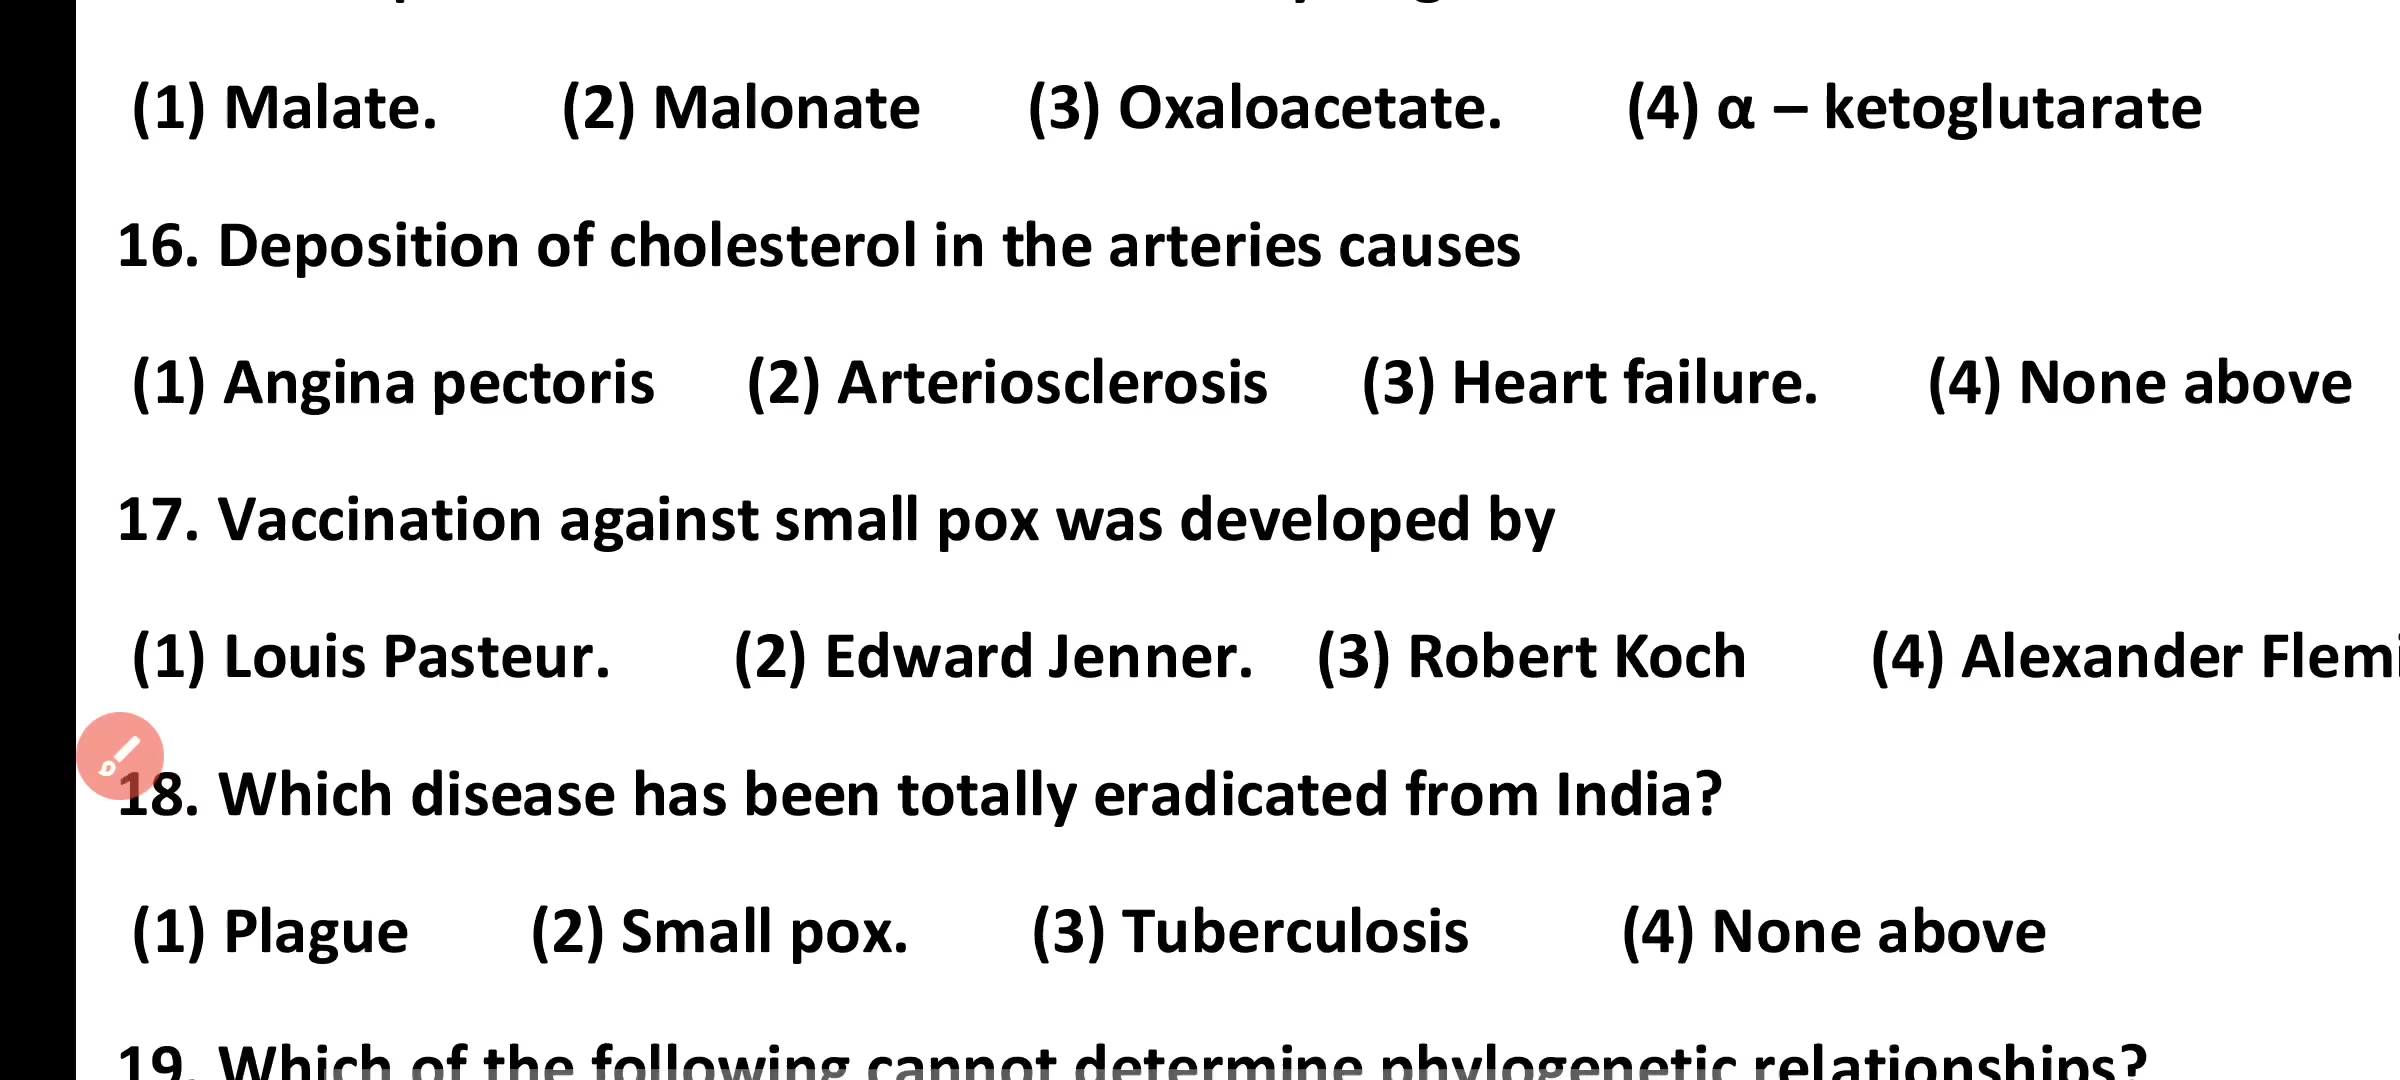 (1) Malate. (2) Malonate (3) Oxaloacetate. (4) α – ketoglutarate
16. Deposition of cholesterol in the arteries causes
(1) Angina pectoris (2) Arteriosclerosis (3) Heart failure. (4) None above
17. Vaccination against small pox was developed by
(1) Louis Pasteur. (2) Edward Jenner. (3) Robert Koch (4) Alexander Flemi
18. Which disease has been totally eradicated from India?
(1) Plague (2) Small pox. (3) Tuberculosis (4) None above
19. Which of the following cannot determine phylogenetic relationships?